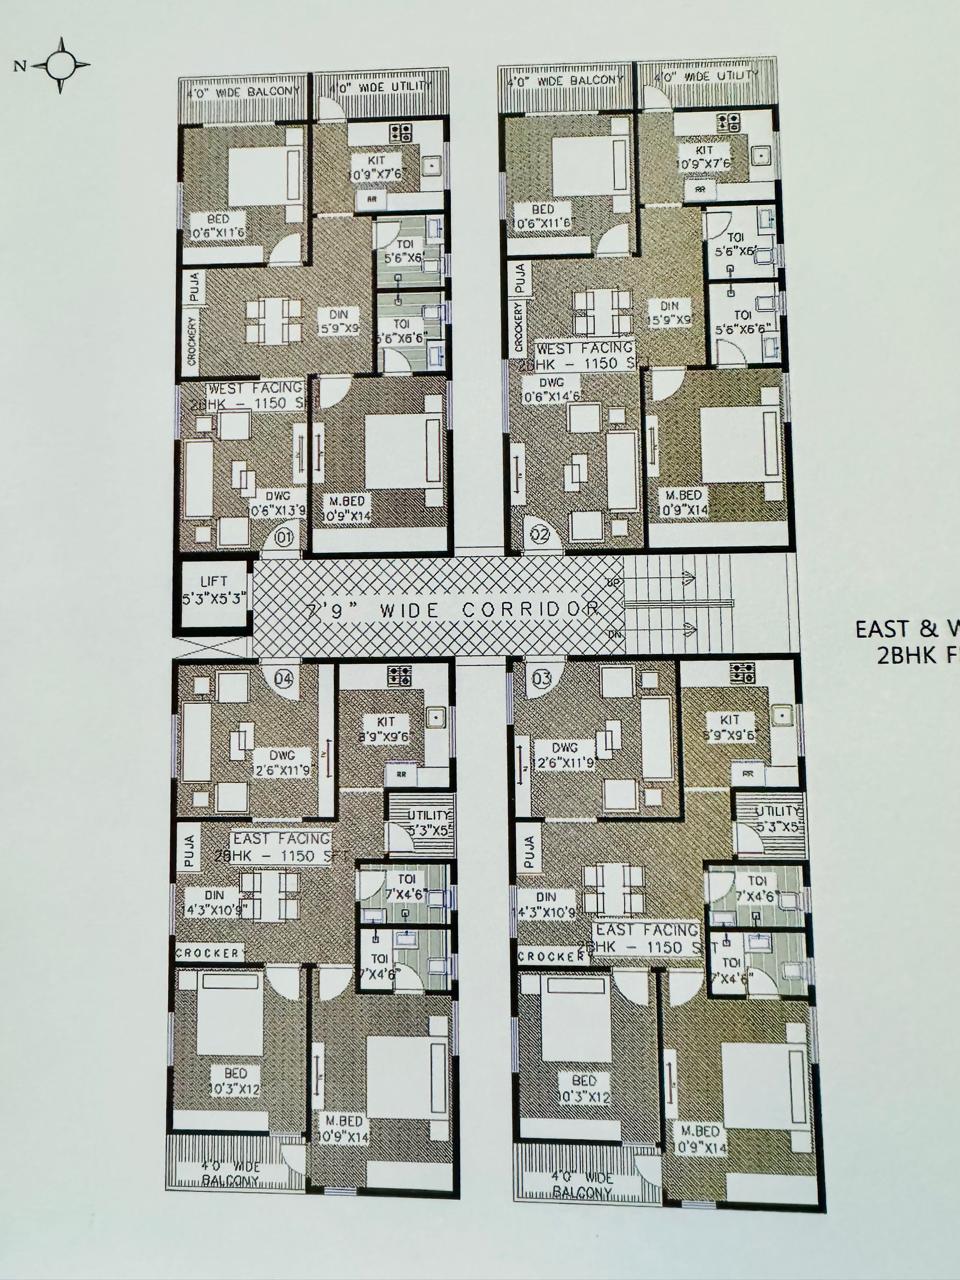 N
4'0" WIDE BALCONY
4'0" WIDE UTILITY
BED
10'6"X11'6
KIT
10'9"X7'6
RR
TOI
5'6"X6'
PUJA
CROCKERY
DIN
15'9"X9'
TOI
5'6"X6'6"
WEST FACING
2BHK - 1150 S
DWG
10'6"X13'9
M.BED
10'9"X14
01
4'0" WIDE BALCONY
4'0" WIDE UTILITY
BED
10'6"X11'6
KIT
10'9"X7'6
RR
TOI
5'6"X6'
PUJA
CROCKERY
DIN
15'9"X9'
TOI
5'6"X6'6"
WEST FACING
2BHK - 1150 S
DWG
10'6"X14'6
M.BED
10'9"X14
02
LIFT
5'3"X5'3"
7'9" WIDE CORRIDOR
UP
DN
EAST & W
2BHK F
04
DWG
12'6"X11'9"
KIT
8'9"X9'6"
RR
UTILITY
5'3"X5'
PUJA
EAST FACING
2BHK - 1150 SFT
DIN
14'3"X10'9"
TOI
7'X4'6"
CROCKERY
TOI
7'X4'6"
BED
10'3"X12
M.BED
10'9"X14
4'0" WIDE
BALCONY
03
DWG
12'6"X11'9
KIT
8'9"X9'6"
RR
UTILITY
5'3"X5'
PUJA
DIN
14'3"X10'9
TOI
7'X4'6"
EAST FACING
2BHK - 1150 S T
CROCKERY
TOI
7'X4'6"
BED
10'3"X12
M.BED
10'9"X14
4'0" WIDE
BALCONY